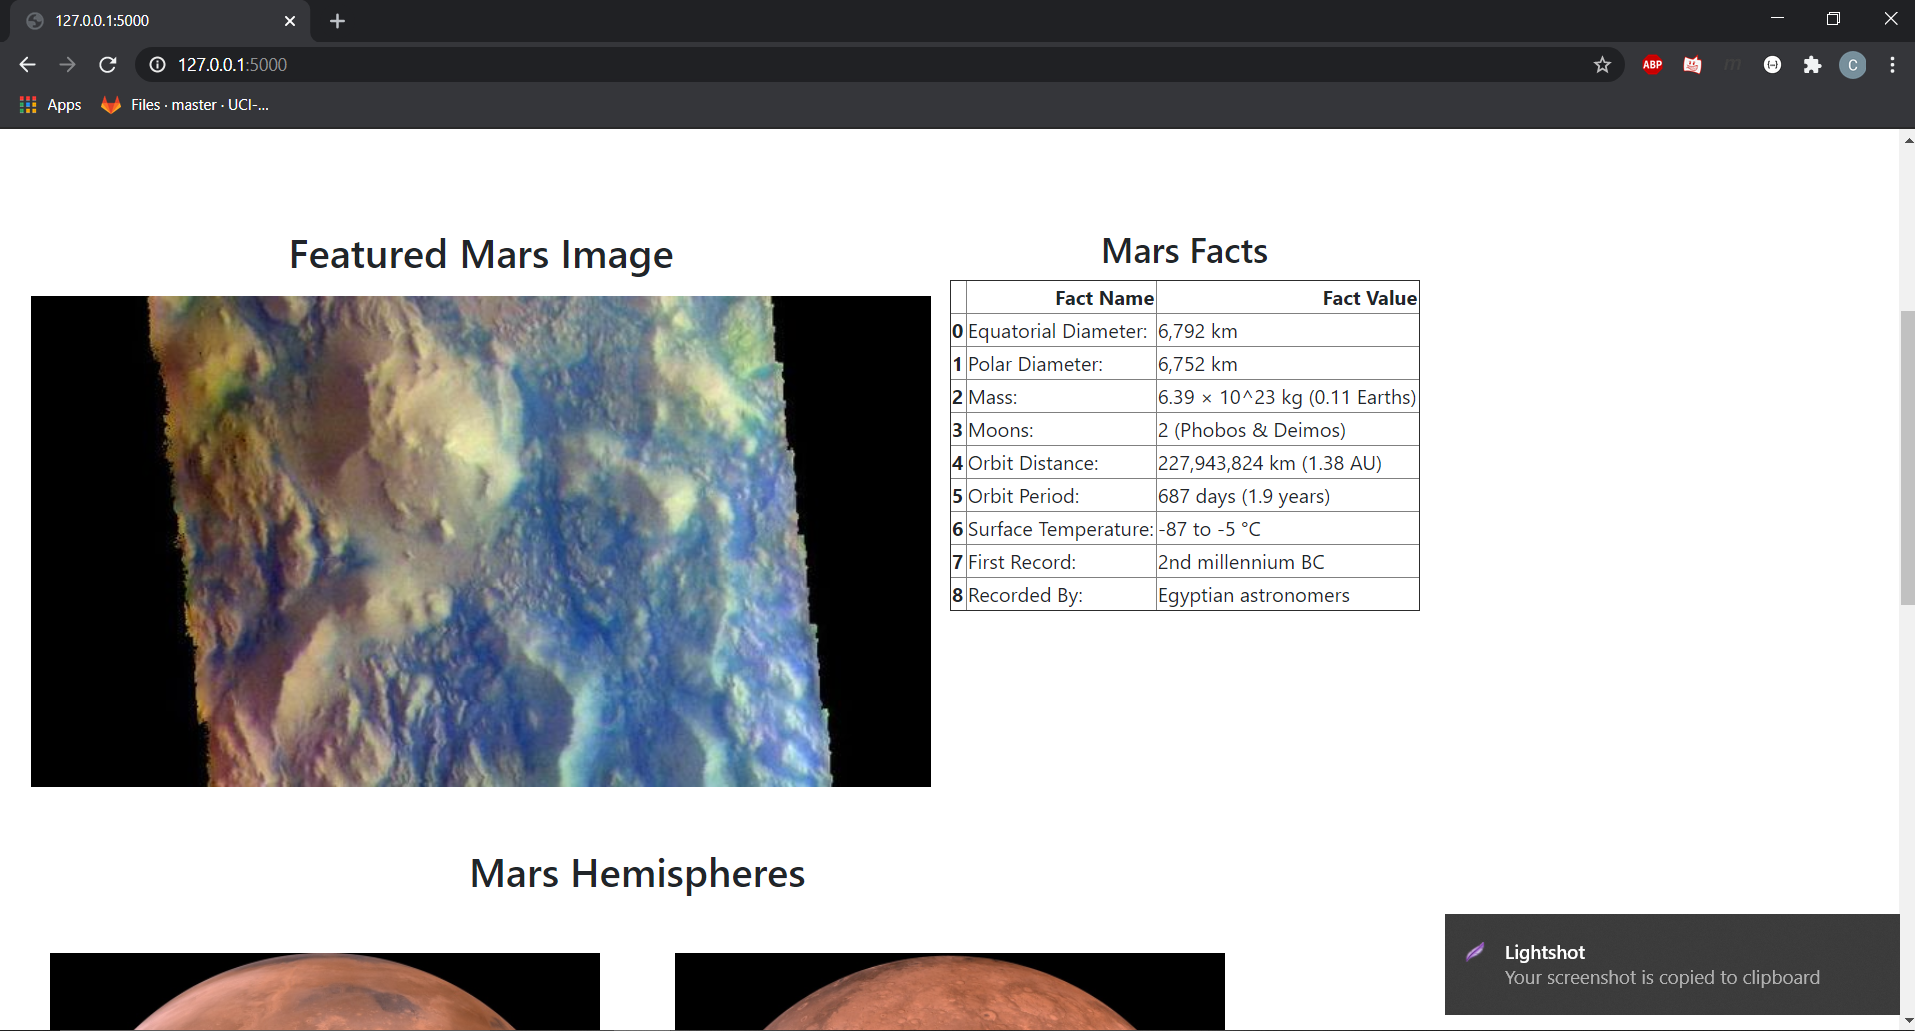 127.0.0.1:5000
127.0.0.1:5000
ABP
C
Apps
Files · master · UCI-...
Featured Mars Image
Mars Facts
Fact Name Fact Value
0 Equatorial Diameter: 6,792 km
1 Polar Diameter: 6,752 km
2 Mass: 6.39 × 10^23 kg (0.11 Earths)
3 Moons: 2 (Phobos & Deimos)
4 Orbit Distance: 227,943,824 km (1.38 AU)
5 Orbit Period: 687 days (1.9 years)
6 Surface Temperature: -87 to -5 °C
7 First Record: 2nd millennium BC
8 Recorded By: Egyptian astronomers
Mars Hemispheres
Lightshot
Your screenshot is copied to clipboard